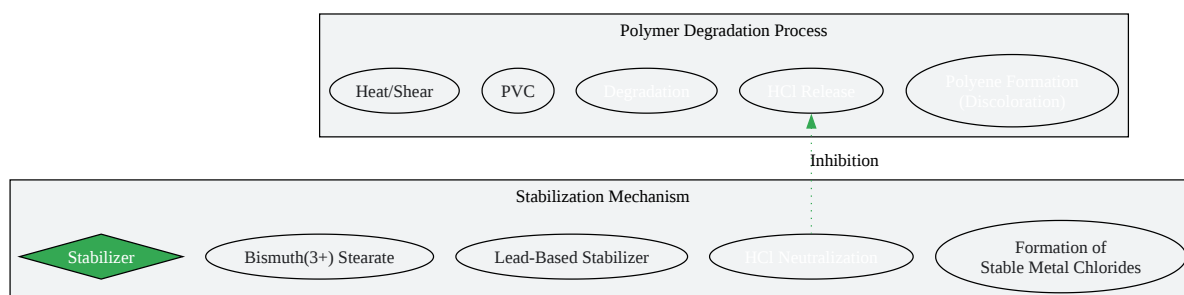 Polymer Degradation Process
Heat/Shear
PVC
Degradation
HCl Release
Polyene Formation
(Discoloration)
Inhibition
Stabilization Mechanism
Stabilizer
Bismuth(3+) Stearate
Lead-Based Stabilizer
HCl Neutralization
Formation of
Stable Metal Chlorides